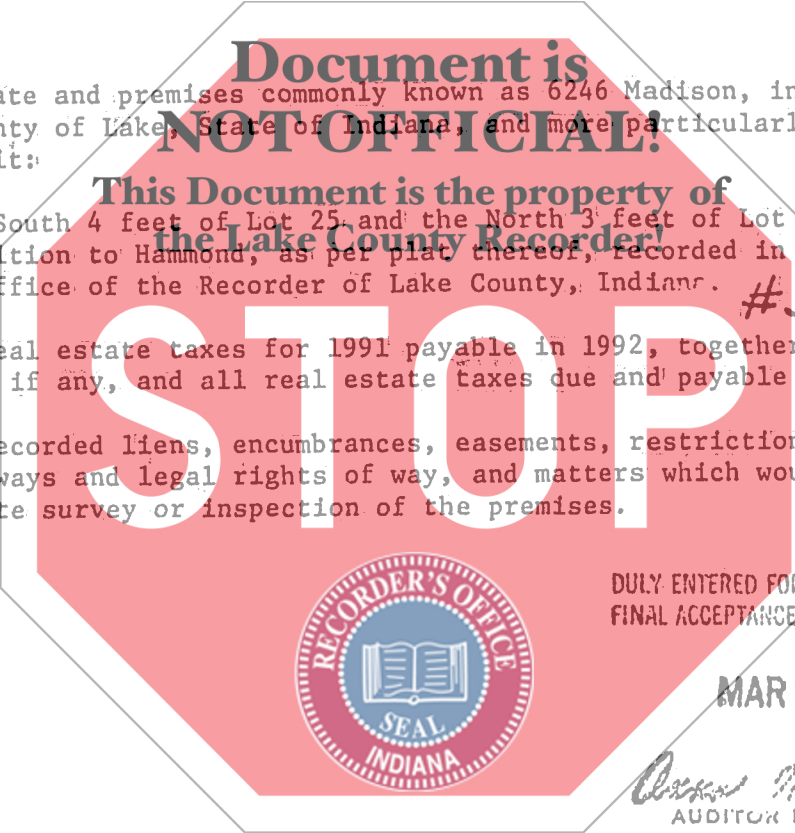 Document is
ate and premises commonly known as 6246 Madison, in
nty of Lake, State of Indiana, and more particularl
NOT OFFICIAL!
it:
This Document is the property of
South 4 feet of Lot 25 and the North 3 feet of Lot
the Lake County Recorder!
ition to Hammond, as per plat thereof, recorded in
ffice of the Recorder of Lake County, Indiana.
#
eal estate taxes for 1991 payable in 1992, together
if any, and all real estate taxes due and payable
STOP
ecorded liens, encumbrances, easements, restriction
ways and legal rights of way, and matters which wou
te survey or inspection of the premises.
DULY ENTERED FOR
FINAL ACCEPTANCE
RECORDER'S OFFICE
SEAL
INDIANA
MAR
AUDITOR